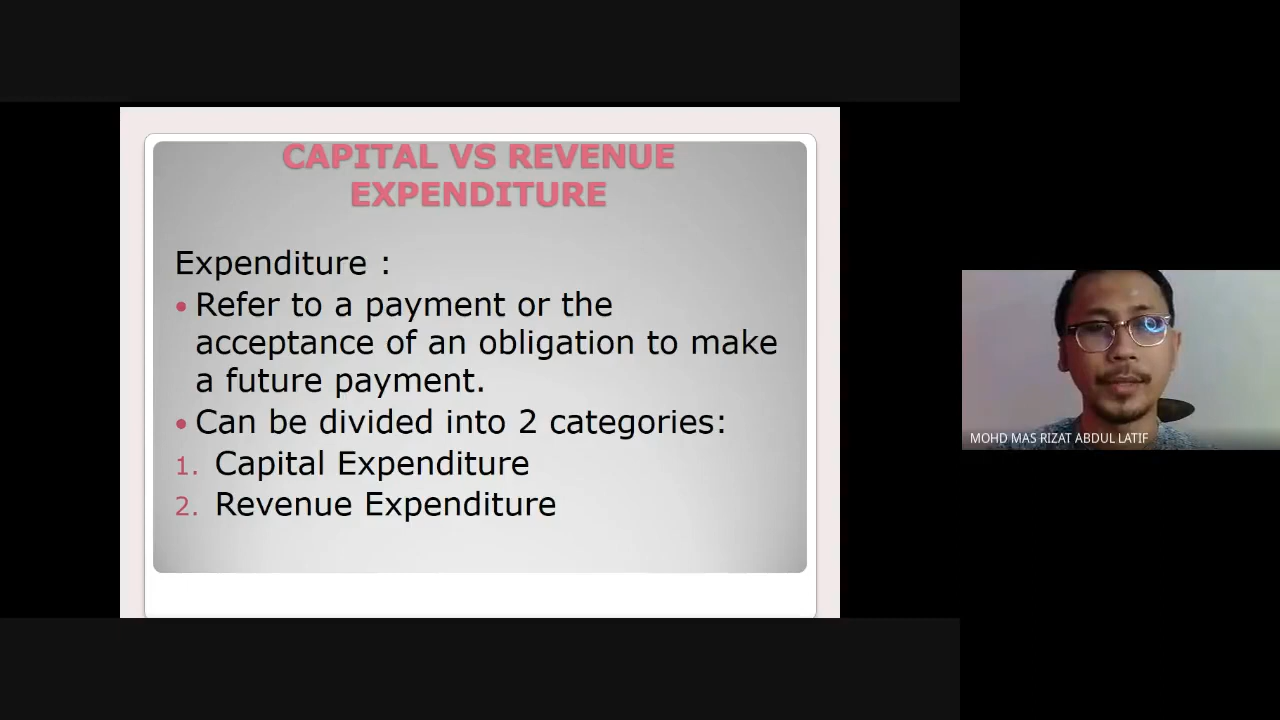 CAPITAL VS REVENUE
EXPENDITURE
Expenditure :
• Refer to a payment or the
acceptance of an obligation to make
a future payment.
• Can be divided into 2 categories:
1. Capital Expenditure
2. Revenue Expenditure
MOHD MAS RIZAT ABDUL LATIF